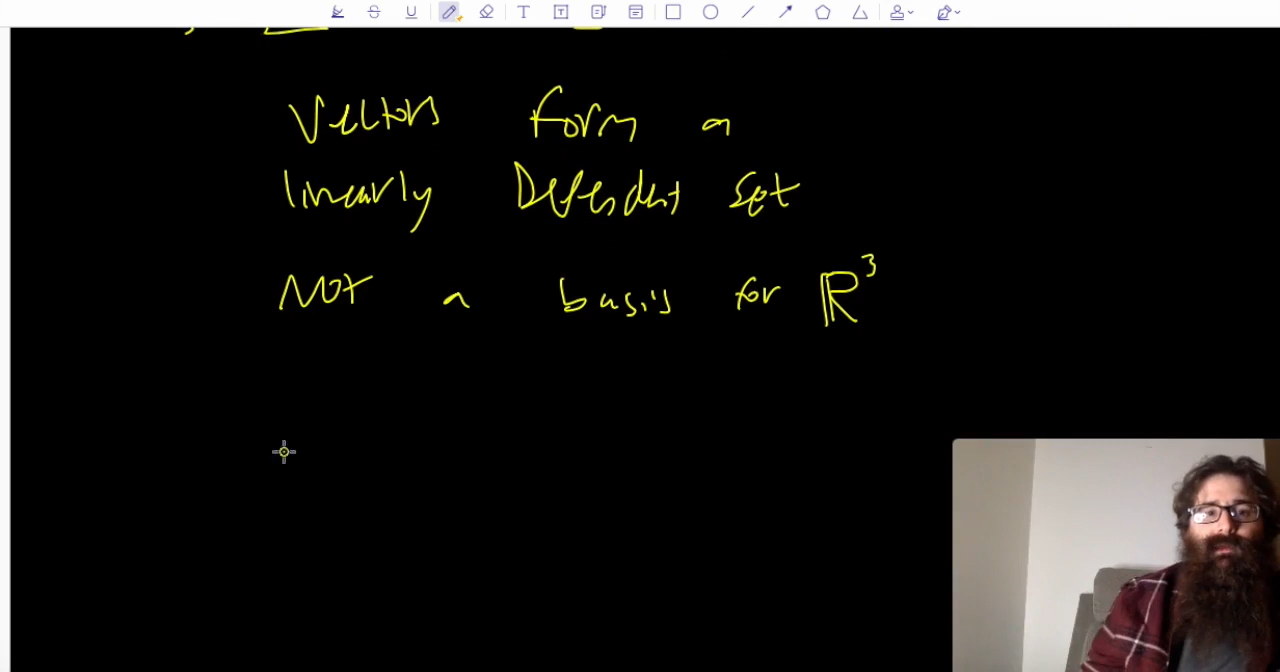 Vectors form a
linearly Dependent set
Not a basis for ℝ³